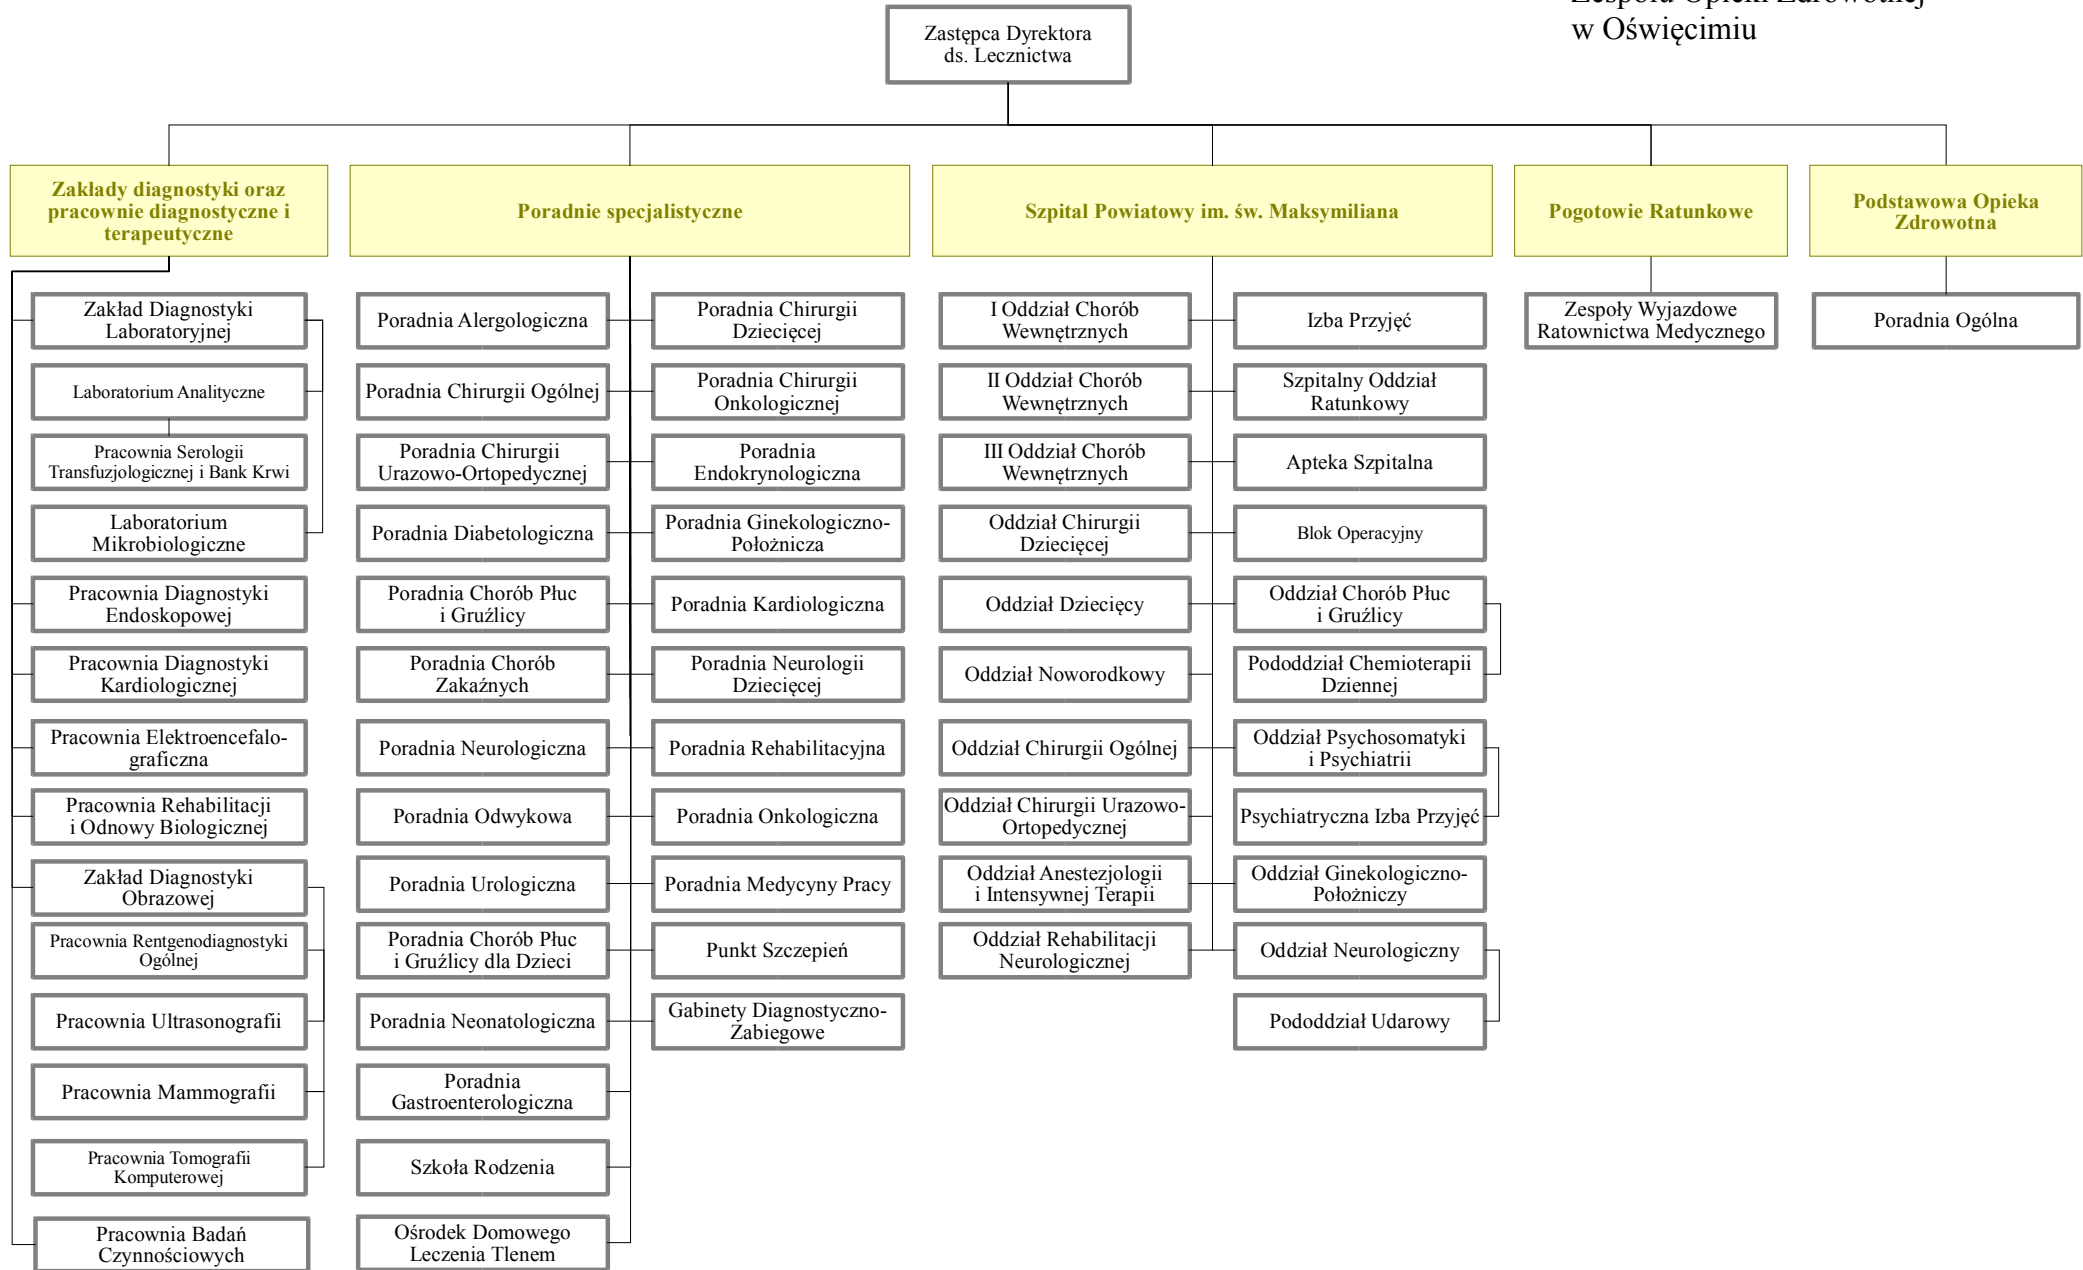 Zespołu Opieki Zdrowotnej
w Oświęcimiu
Zastępca Dyrektora
ds. Lecznictwa
Zakłady diagnostyki oraz
pracownie diagnostyczne i
terapeutyczne
Poradnie specjalistyczne
Szpital Powiatowy im. św. Maksymiliana
Pogotowie Ratunkowe
Podstawowa Opieka
Zdrowotna
Zakład Diagnostyki
Laboratoryjnej
Laboratorium Analityczne
Pracownia Serologii
Transfuzjologicznej i Bank Krwi
Laboratorium
Mikrobiologiczne
Pracownia Diagnostyki
Endoskopowej
Pracownia Diagnostyki
Kardiologicznej
Pracownia Elektroencefalo-
graficzna
Pracownia Rehabilitacji
i Odnowy Biologicznej
Zakład Diagnostyki
Obrazowej
Pracownia Rentgenodiagnostyki
Ogólnej
Pracownia Ultrasonografii
Pracownia Mammografii
Pracownia Tomografii
Komputerowej
Pracownia Badań
Czynnościowych
Poradnia Alergologiczna
Poradnia Chirurgii Ogólnej
Poradnia Chirurgii
Urazowo-Ortopedycznej
Poradnia Diabetologiczna
Poradnia Chorób Płuc
i Gruźlicy
Poradnia Chorób
Zakaźnych
Poradnia Neurologiczna
Poradnia Odwykowa
Poradnia Urologiczna
Poradnia Chorób Płuc
i Gruźlicy dla Dzieci
Poradnia Neonatologiczna
Poradnia
Gastroenterologiczna
Szkoła Rodzenia
Ośrodek Domowego
Leczenia Tlenem
Poradnia Chirurgii
Dziecięcej
Poradnia Chirurgii
Onkologicznej
Poradnia
Endokrynologiczna
Poradnia Ginekologiczno-
Położnicza
Poradnia Kardiologiczna
Poradnia Neurologii
Dziecięcej
Poradnia Rehabilitacyjna
Poradnia Onkologiczna
Poradnia Medycyny Pracy
Punkt Szczepień
Gabinety Diagnostyczno-
Zabiegowe
I Oddział Chorób
Wewnętrznych
II Oddział Chorób
Wewnętrznych
III Oddział Chorób
Wewnętrznych
Oddział Chirurgii
Dziecięcej
Oddział Dziecięcy
Oddział Noworodkowy
Oddział Chirurgii Ogólnej
Oddział Chirurgii Urazowo-
Ortopedycznej
Oddział Anestezjologii
i Intensywnej Terapii
Oddział Rehabilitacji
Neurologicznej
Izba Przyjęć
Szpitalny Oddział
Ratunkowy
Apteka Szpitalna
Blok Operacyjny
Oddział Chorób Płuc
i Gruźlicy
Pododdział Chemioterapii
Dziennej
Oddział Psychosomatyki
i Psychiatrii
Psychiatryczna Izba Przyjęć
Oddział Ginekologiczno-
Położniczy
Oddział Neurologiczny
Pododdział Udarowy
Zespoły Wyjazdowe
Ratownictwa Medycznego
Poradnia Ogólna